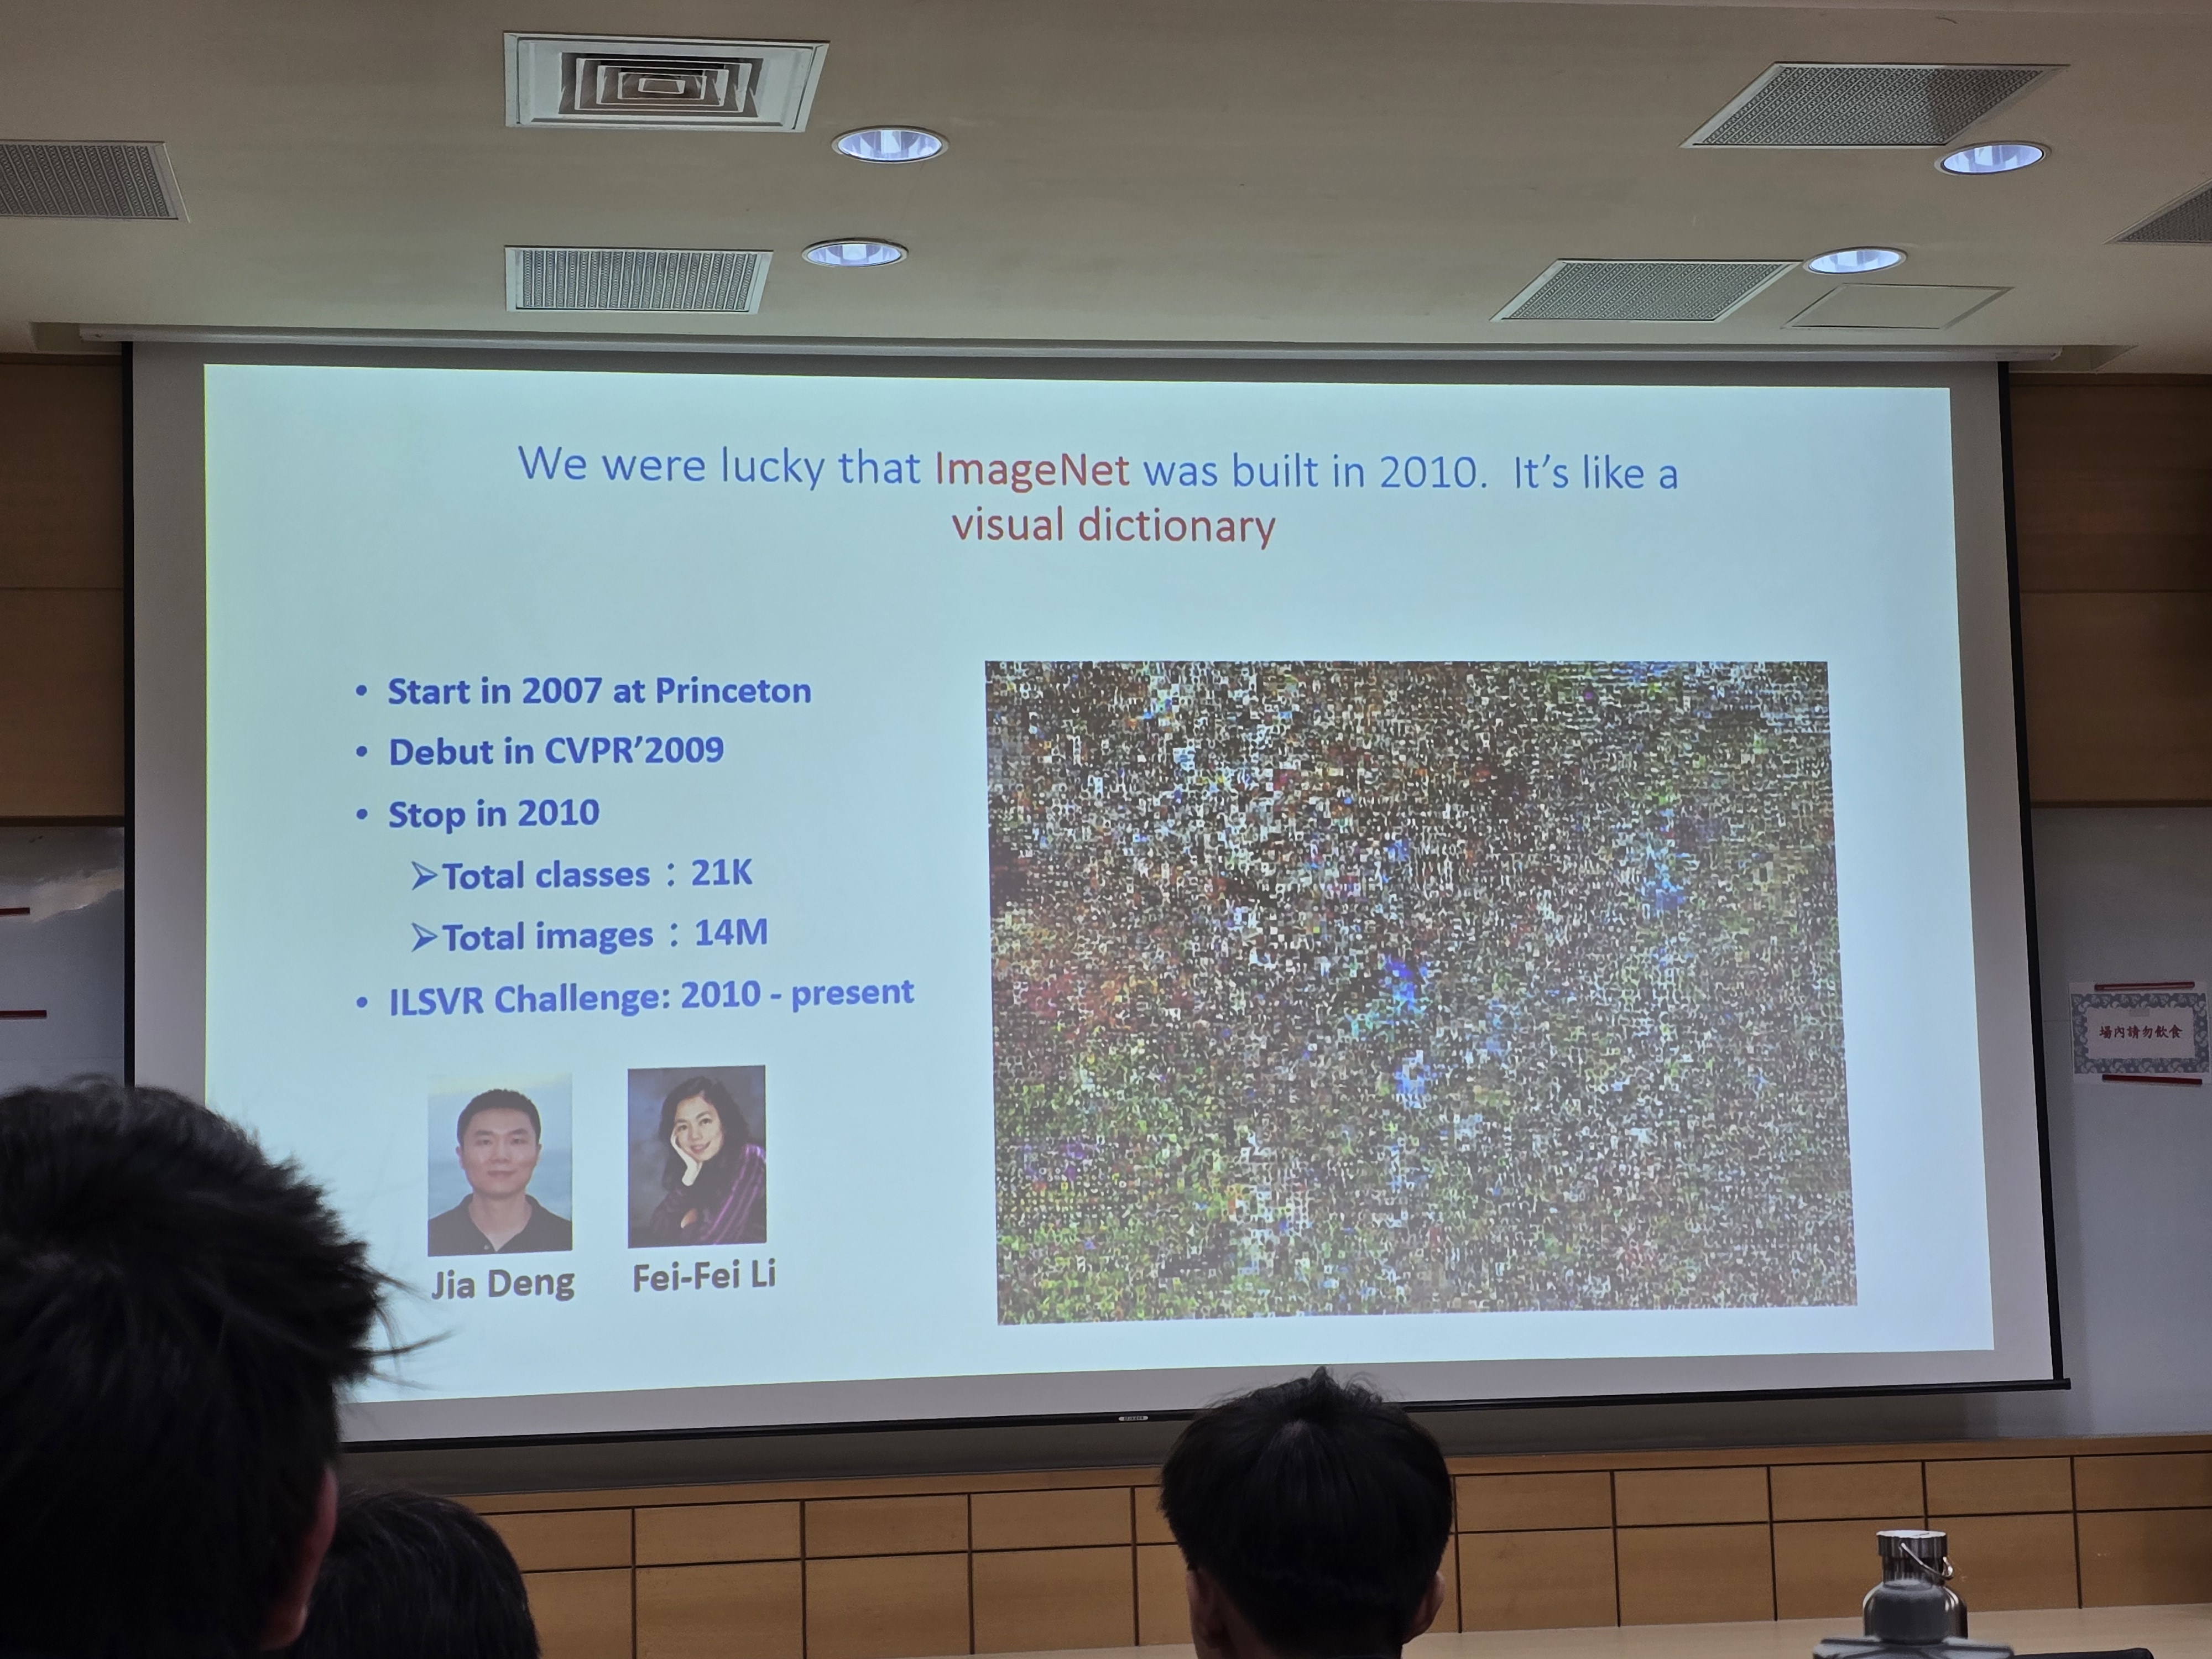 We were lucky that ImageNet was built in 2010.  It's like a
visual dictionary
• Start in 2007 at Princeton
• Debut in CVPR'2009
• Stop in 2010
➢Total classes：21K
➢Total images：14M
• ILSVR Challenge: 2010 - present
Jia Deng
Fei-Fei Li
場內請勿飲食